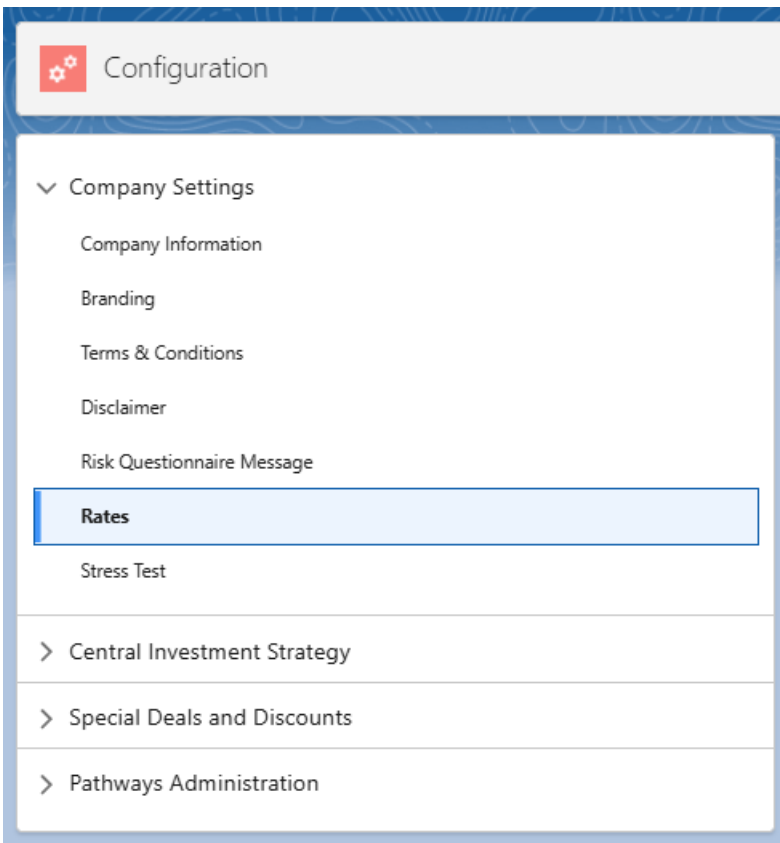 Configuration
Company Settings
Company Information
Branding
Terms & Conditions
Disclaimer
Risk Questionnaire Message
Rates
Stress Test
Central Investment Strategy
Special Deals and Discounts
Pathways Administration